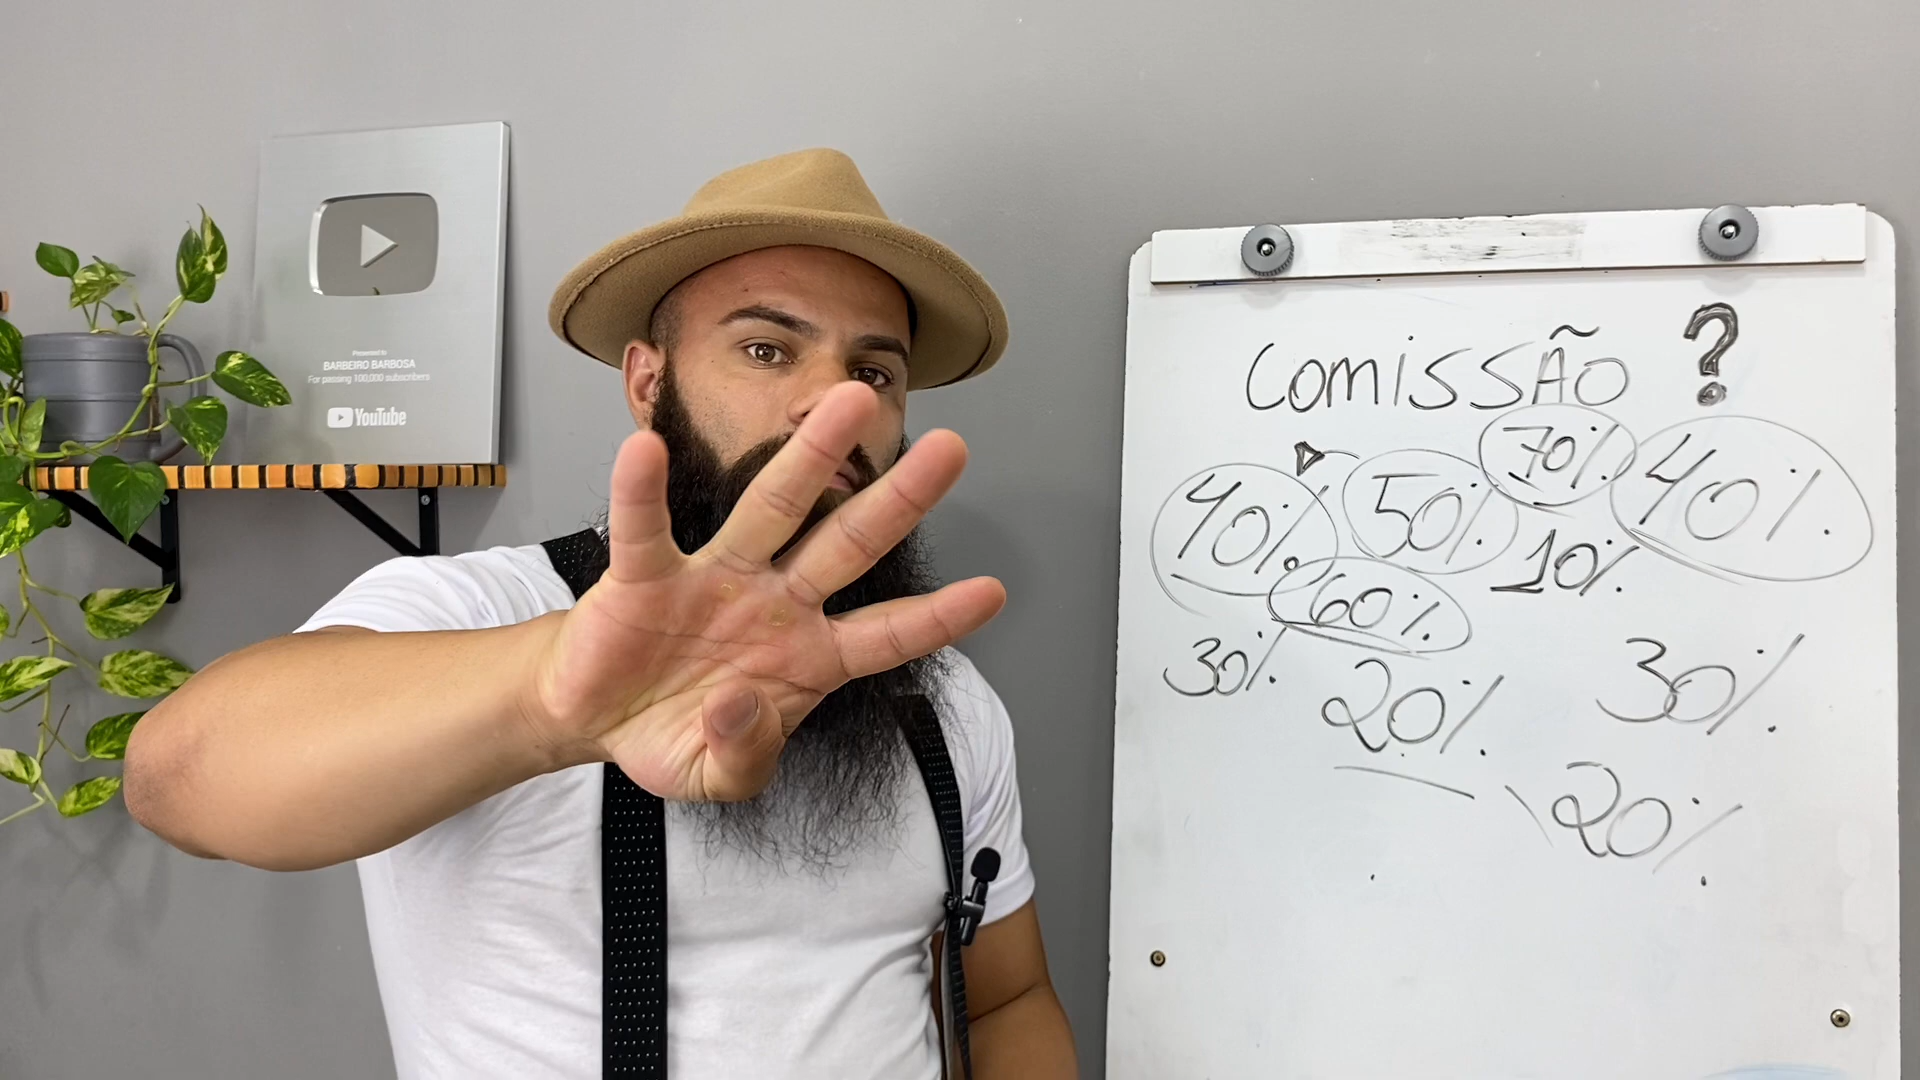 Presented to
BARBEIRO BARBOSA
For passing 100,000 subscribers
YouTube
COMISSÃO ?
40% 50% 70% 40%
60% 10%
30% 20% 30%
20%